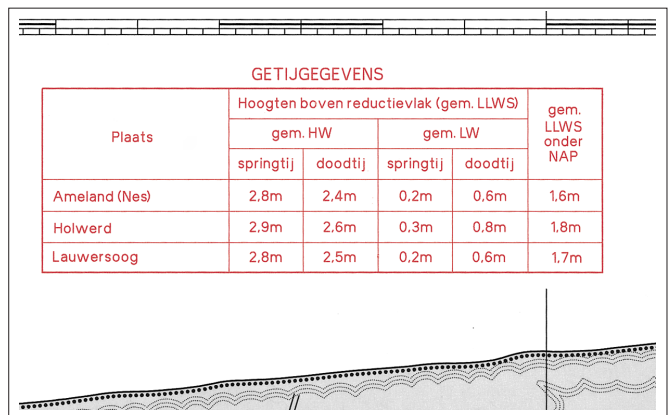 GETIJGEGEVENS
Plaats
Hoogten boven reductievlak (gem. LLWS)
gem. LLWS onder NAP
gem. HW
gem. LW
springtij
doodtij
springtij
doodtij
Ameland (Nes) 2,8m 2,4m 0,2m 0,6m 1,6m
Holwerd 2,9m 2,6m 0,3m 0,8m 1,8m
Lauwersoog 2,8m 2,5m 0,2m 0,6m 1,7m